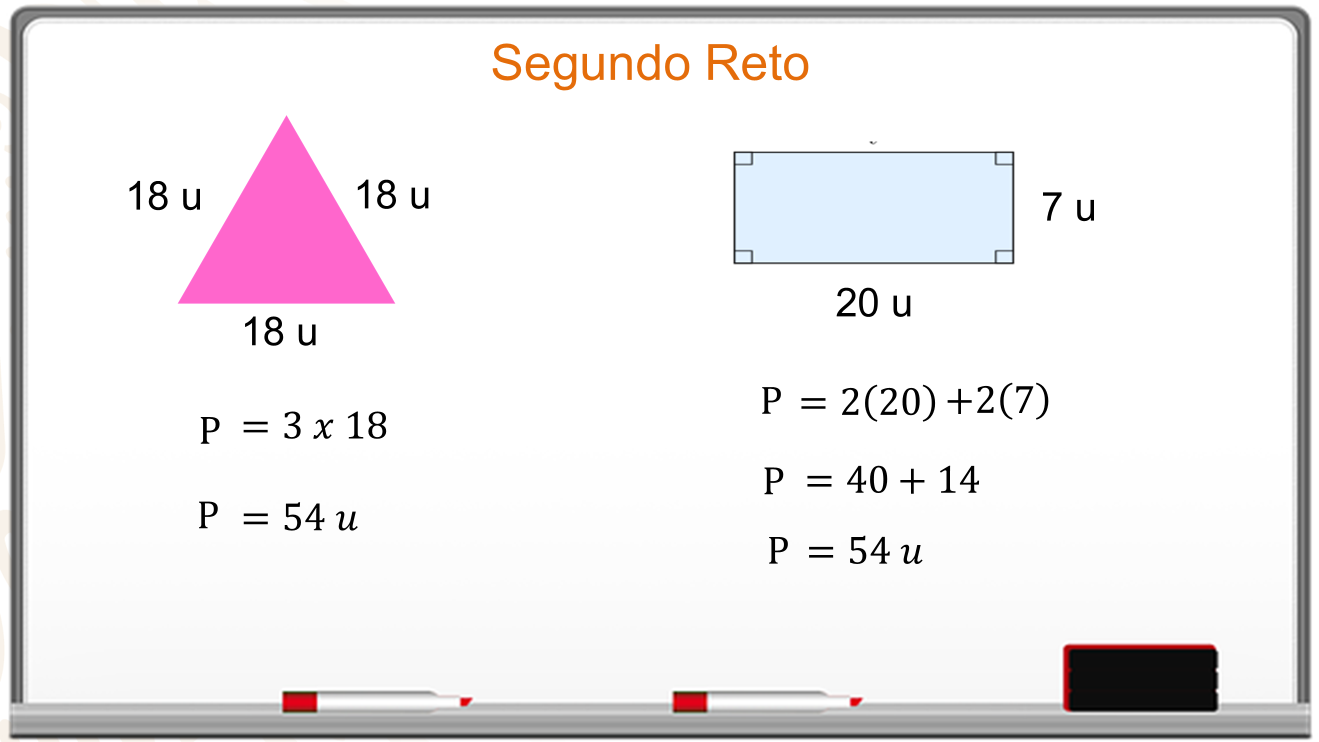 Segundo Reto
18 u
18 u
18 u
P = 3 x 18
P = 54 u
7 u
20 u
P = 2(20) +2(7)
P = 40 + 14
P = 54 u